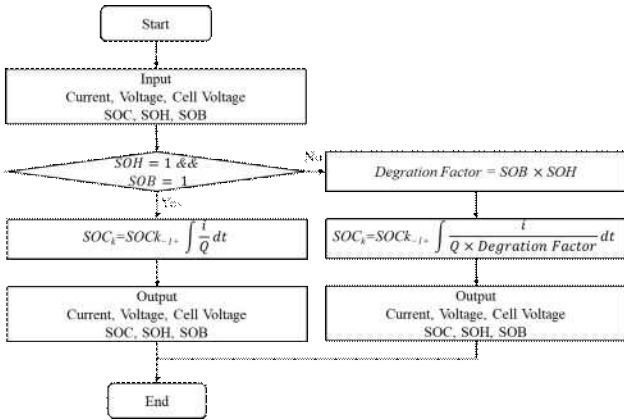 Start
Input
Current, Voltage, Cell Voltage
SOC, SOH, SOB
SOH = 1 &&
SOB = 1
No
Yes
Degration Factor = SOB × SOH
SOC_k=SOCk_{-1+} ∫ i/Q dt
SOC_k=SOCk_{-1+} ∫ i/(Q × Degration Factor) dt
Output
Current, Voltage, Cell Voltage
SOC, SOH, SOB
Output
Current, Voltage, Cell Voltage
SOC, SOH, SOB
End